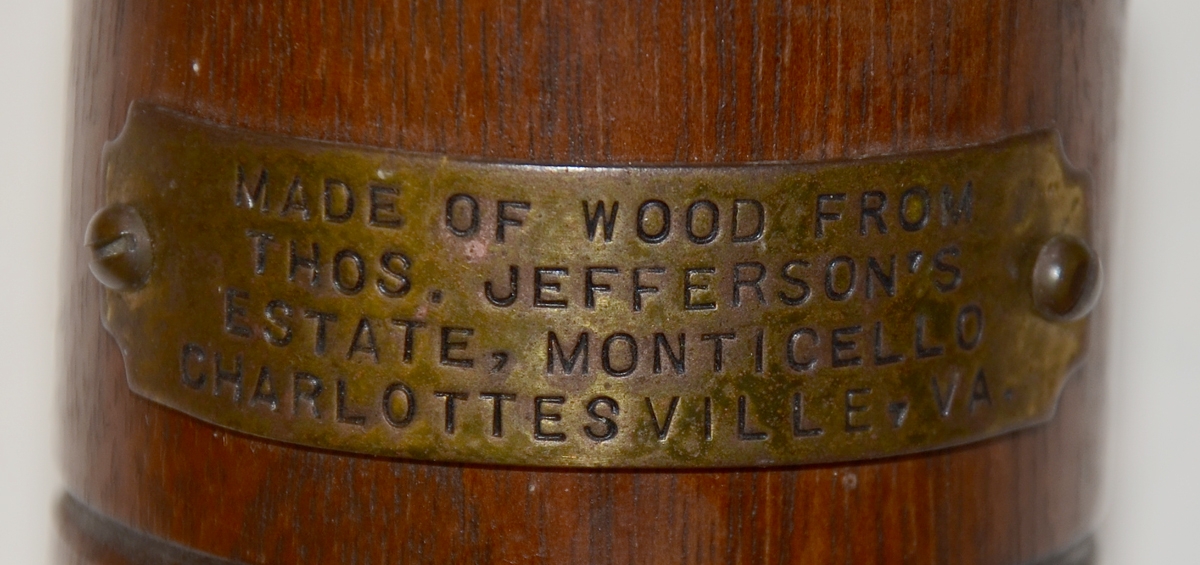 MADE OF WOOD FROM
THOS. JEFFERSON'S
ESTATE, MONTICELLO
CHARLOTTESVILLE, VA.